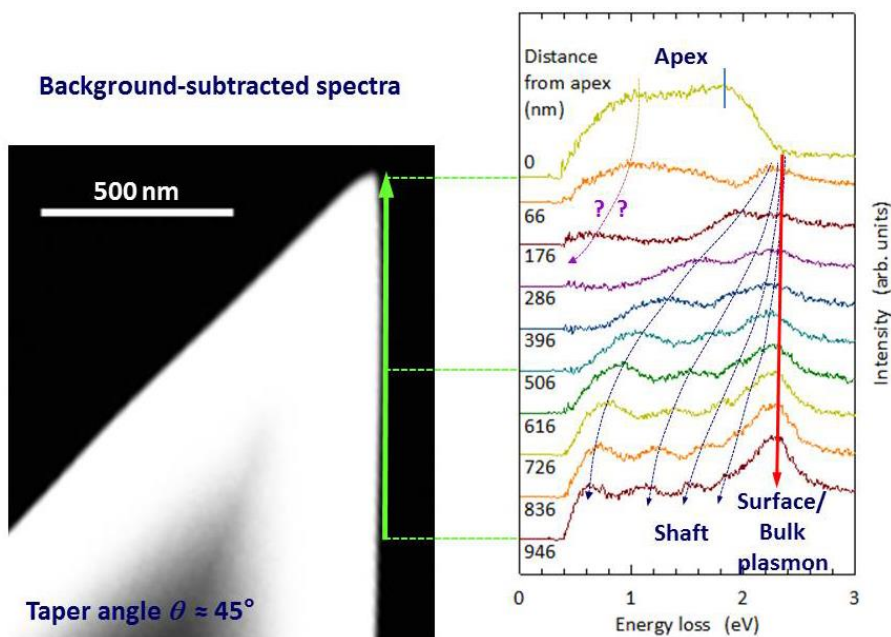 Background-subtracted spectra
500 nm
Taper angle θ ≈ 45°
Distance
from apex
(nm)
Apex
0
66
176
286
396
506
616
726
836
946
? ?
Shaft
Surface/
Bulk
plasmon
0 1 2 3
Energy loss (eV)
Intensity (arb. units)